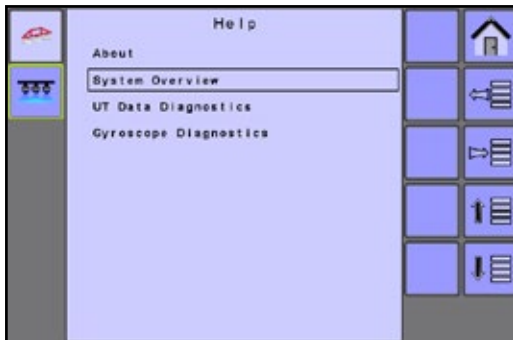 Help
About
System Overview
UT Data Diagnostics
Gyroscope Diagnostics